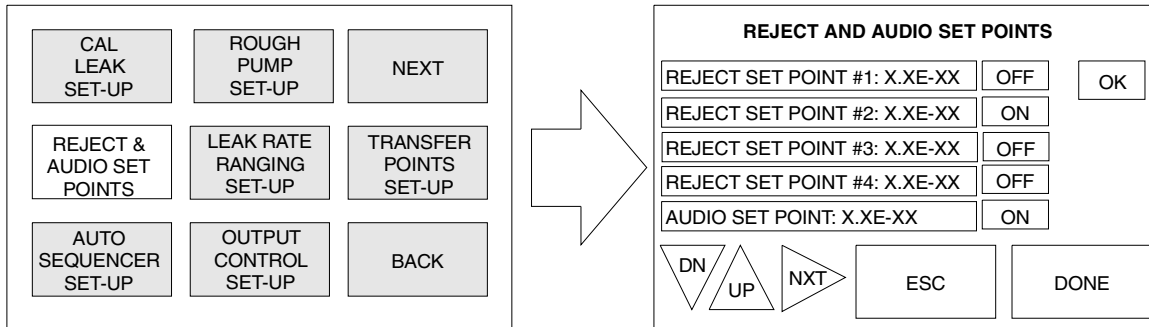 CAL
LEAK
SET-UP
ROUGH
PUMP
SET-UP
NEXT
REJECT &
AUDIO SET
POINTS
LEAK RATE
RANGING
SET-UP
TRANSFER
POINTS
SET-UP
AUTO
SEQUENCER
SET-UP
OUTPUT
CONTROL
SET-UP
BACK
REJECT AND AUDIO SET POINTS
REJECT SET POINT #1: X.XE-XX OFF
OK
REJECT SET POINT #2: X.XE-XX ON
REJECT SET POINT #3: X.XE-XX OFF
REJECT SET POINT #4: X.XE-XX OFF
AUDIO SET POINT: X.XE-XX ON
DN
UP
NXT
ESC
DONE